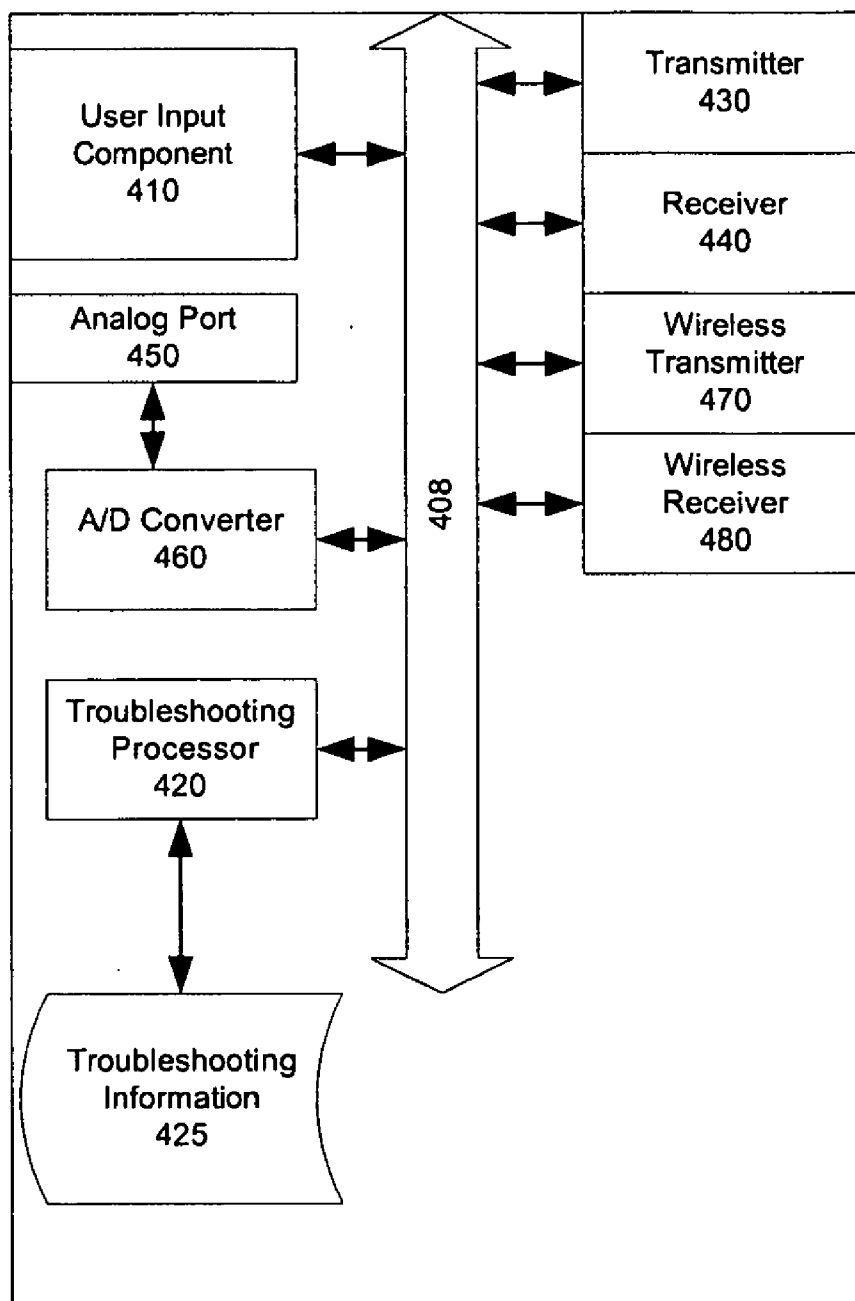 User Input
Component
410
Analog Port
450
A/D Converter
460
Troubleshooting
Processor
420
Troubleshooting
Information
425
408
Transmitter
430
Receiver
440
Wireless
Transmitter
470
Wireless
Receiver
480